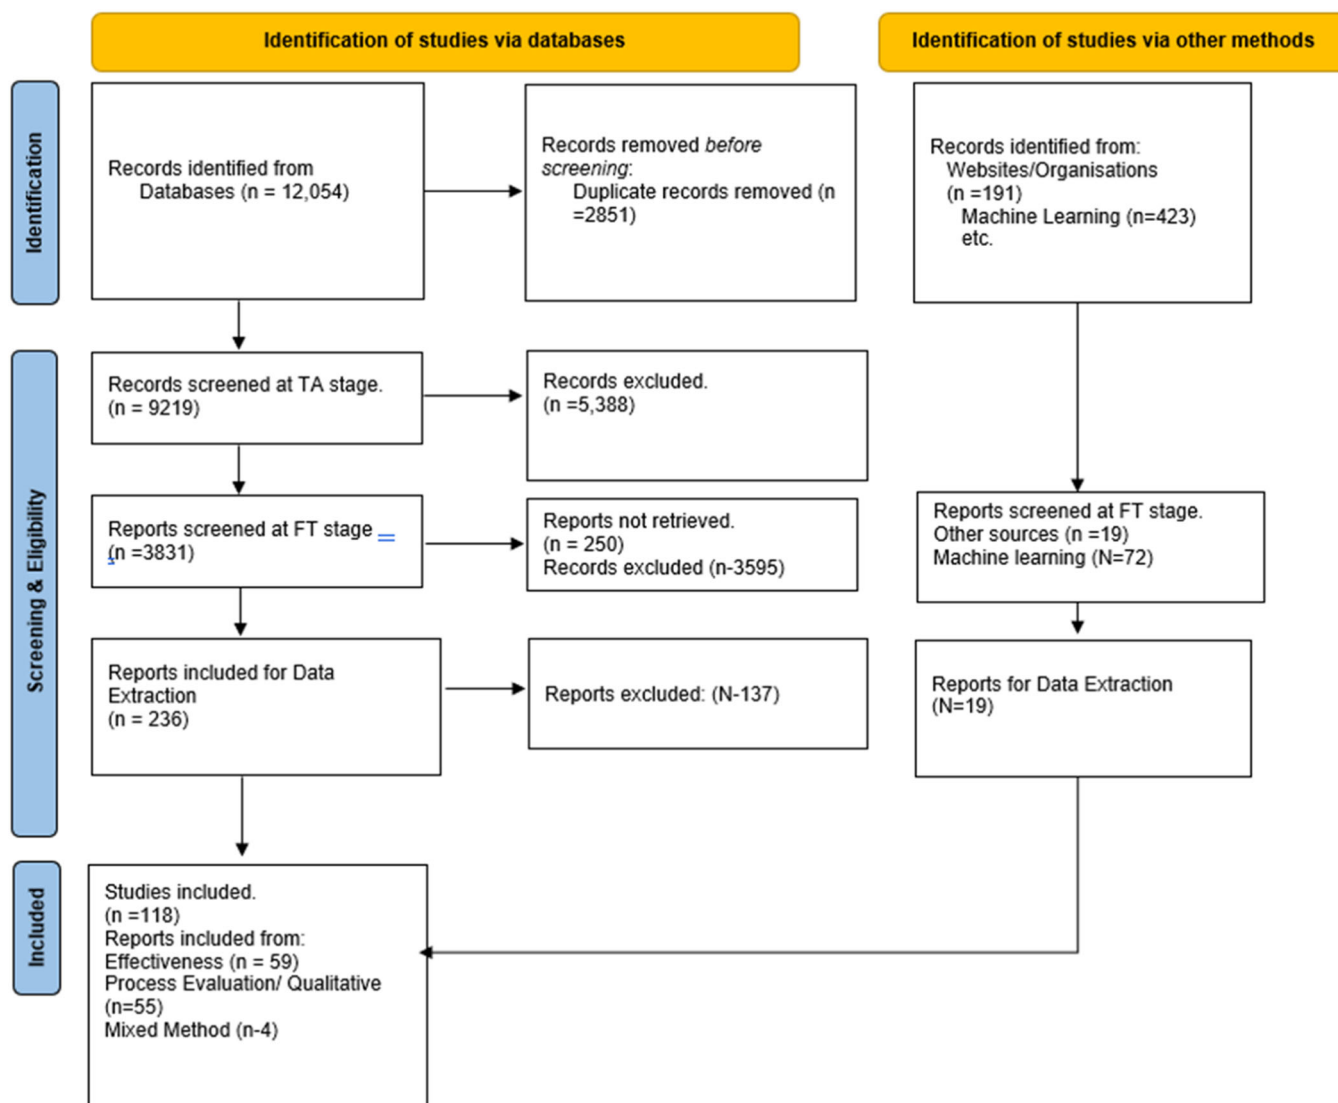 Identification of studies via databases
Identification of studies via other methods
Identification
Records identified from
Databases (n = 12,054)
Records removed before
screening:
Duplicate records removed (n
=2851)
Records identified from:
Websites/Organisations
(n =191)
Machine Learning (n=423)
etc.
Screening & Eligibility
Records screened at TA stage.
(n = 9219)
Records excluded.
(n =5,388)
Reports screened at FT stage
(n =3831)
Reports not retrieved.
(n = 250)
Records excluded (n-3595)
Reports screened at FT stage.
Other sources (n =19)
Machine learning (N=72)
Reports included for Data
Extraction
(n = 236)
Reports excluded: (N-137)
Reports for Data Extraction
(N=19)
Included
Studies included.
(n =118)
Reports included from:
Effectiveness (n = 59)
Process Evaluation/ Qualitative
(n=55)
Mixed Method (n-4)